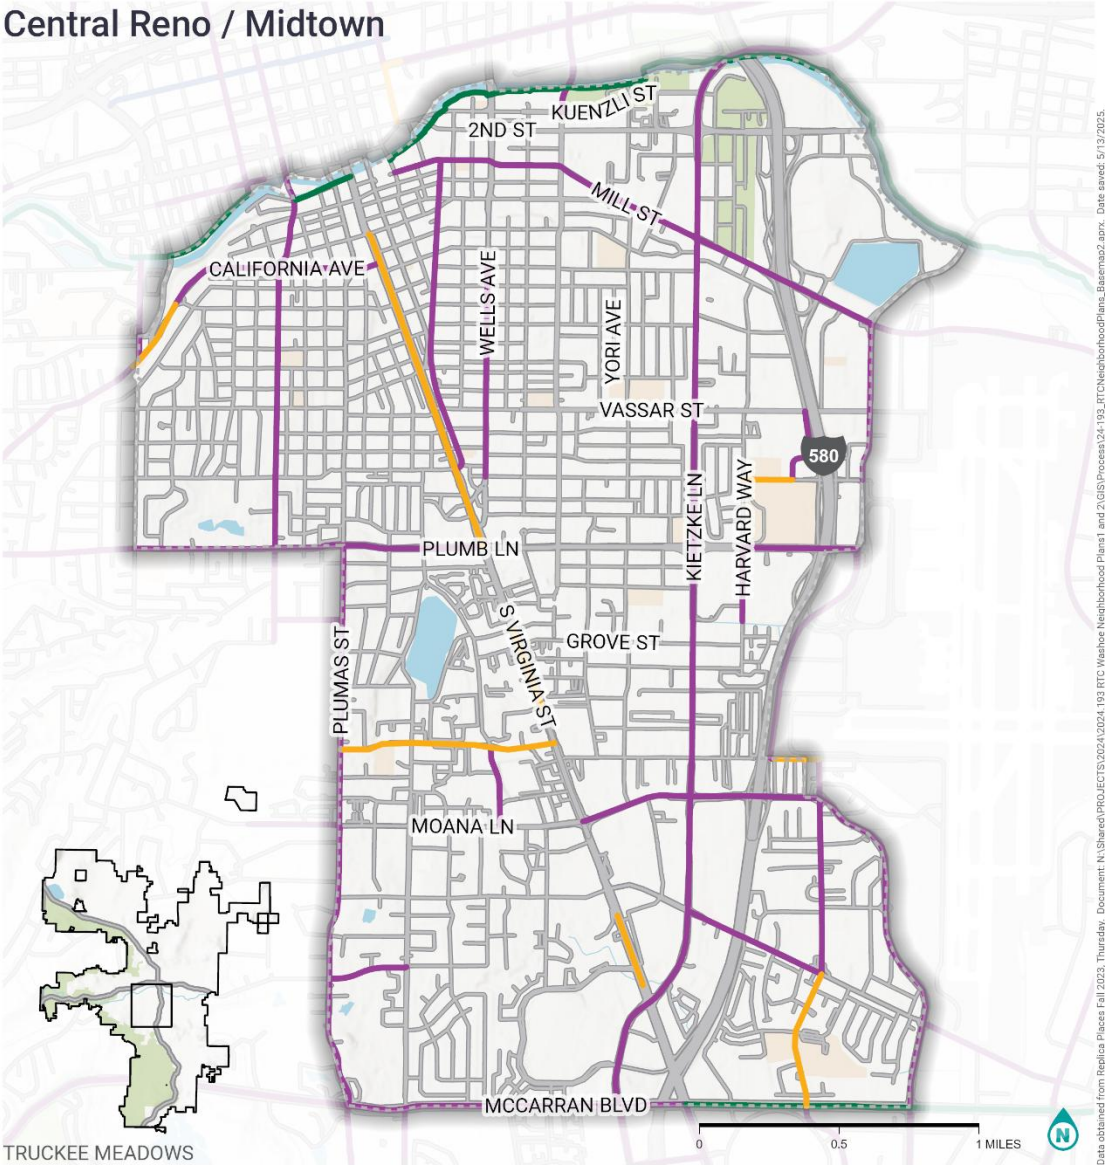 Central Reno / Midtown
KUENZLI ST
2ND ST
MILL ST
CALIFORNIA AVE
WELLS AVE
YORI AVE
VASSAR ST
580
KIETZKE LN
HARVARD WAY
PLUMB LN
S VIRGINIA ST
GROVE ST
PLUMAS ST
MOANA LN
MCCARRAN BLVD
TRUCKEE MEADOWS
0 0.5 1 MILES
N
Data obtained from Replica Places Fall 2023, Thursday. Document: N:\Shared\PROJECTS\2024\2024.193 RTC Washoe Neighborhood Plans1 and 2\GIS\Process\24-193_RTCNeighborhoodPlans_Basemap2.aprx. Date saved: 5/13/2025.